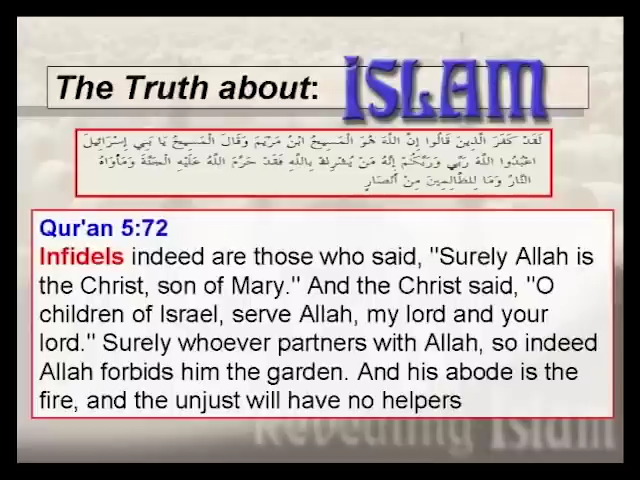 The Truth about: ISLAM
لَقَدْ كَفَرَ الَّذِينَ قَالُوا إِنَّ اللَّهَ هُوَ الْمَسِيحُ ابْنُ مَرْيَمَ وَقَالَ الْمَسِيحُ يَا بَنِي إِسْرَائِيلَ
اعْبُدُوا اللَّهَ رَبِّي وَرَبَّكُمْ إِنَّهُ مَنْ يُشْرِكْ بِاللَّهِ فَقَدْ حَرَّمَ اللَّهُ عَلَيْهِ الْجَنَّةَ وَمَأْوَاهُ
النَّارُ وَمَا لِلظَّالِمِينَ مِنْ أَنْصَارٍ
Qur'an 5:72
Infidels indeed are those who said, "Surely Allah is
the Christ, son of Mary." And the Christ said, "O
children of Israel, serve Allah, my lord and your
lord." Surely whoever partners with Allah, so indeed
Allah forbids him the garden. And his abode is the
fire, and the unjust will have no helpers
Revealing Islam